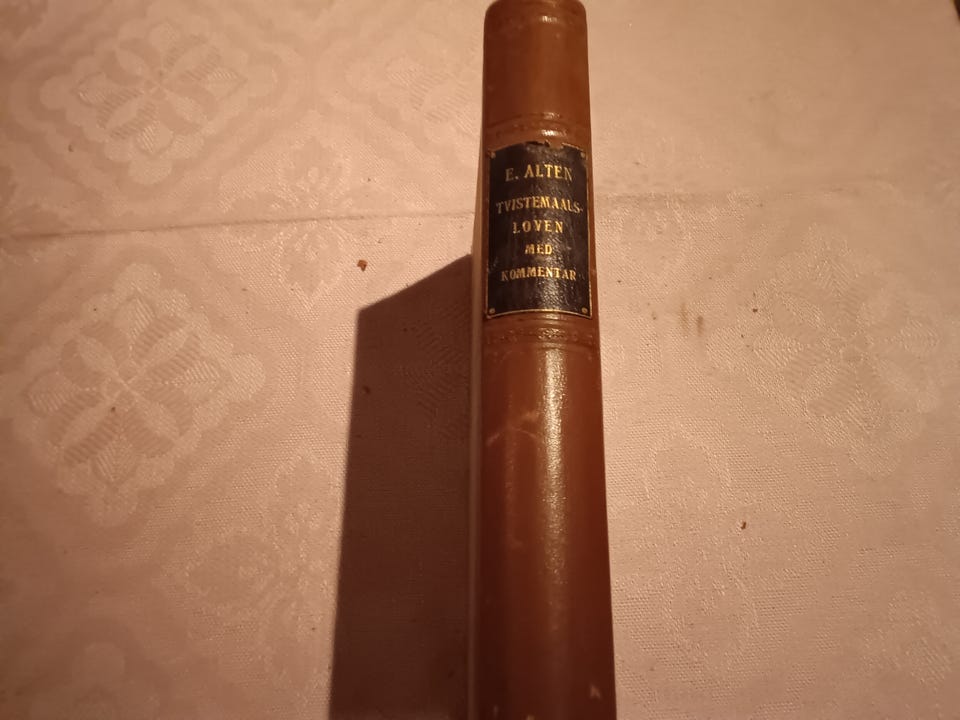 E. ALTEN
TVISTEMAALS-
LOVEN
MED
KOMMENTAR